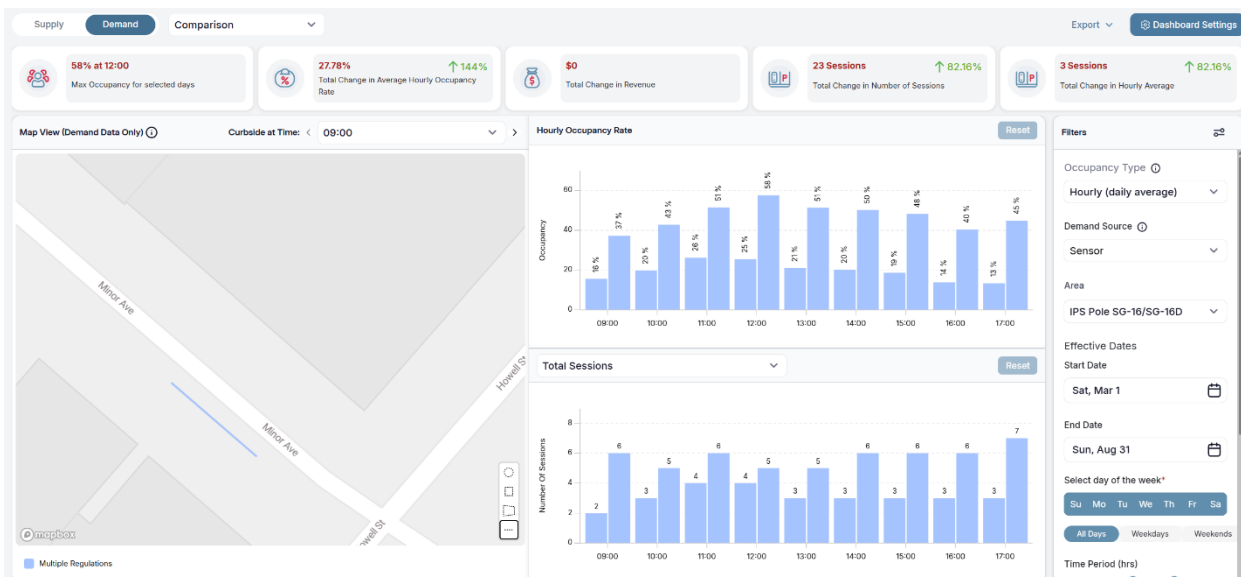 Supply
Demand
Comparison
Export
Dashboard Settings
58% at 12:00
Max Occupancy for selected days
27.78%
144%
Total Change in Average Hourly Occupancy
Rate
$0
Total Change in Revenue
23 Sessions
82.16%
Total Change in Number of Sessions
3 Sessions
82.16%
Total Change in Hourly Average
Map View (Demand Data Only)
Curbside at Time:
09:00
Minor Ave
Minor Ave
Howell St
Howell St
mapbox
Multiple Regulations
Hourly Occupancy Rate
Reset
Occupancy
60
40
20
0
16 %
37 %
20 %
43 %
26 %
51 %
25 %
58 %
21 %
51 %
20 %
50 %
19 %
48 %
14 %
40 %
13 %
45 %
09:00 10:00 11:00 12:00 13:00 14:00 15:00 16:00 17:00
Total Sessions
Reset
Number Of Sessions
8
6
4
2
0
2
6
3
5
4
6
4
5
3
5
3
6
3
6
3
6
3
7
09:00 10:00 11:00 12:00 13:00 14:00 15:00 16:00 17:00
Filters
Occupancy Type
Hourly (daily average)
Demand Source
Sensor
Area
IPS Pole SG-16/SG-16D
Effective Dates
Start Date
Sat, Mar 1
End Date
Sun, Aug 31
Select day of the week*
Su Mo Tu We Th Fr Sa
All Days Weekdays Weekends
Time Period (hrs)